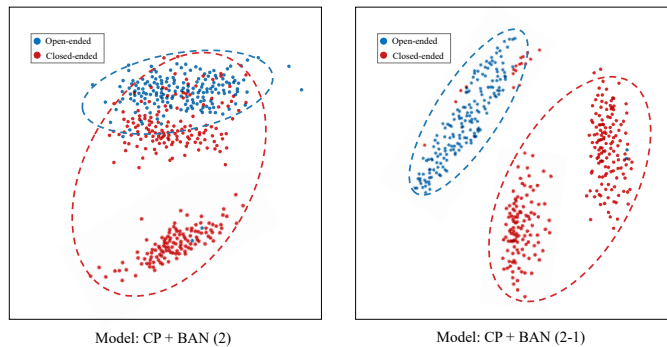 Open-ended
Closed-ended
Open-ended
Closed-ended
Model: CP + BAN (2)
Model: CP + BAN (2-1)